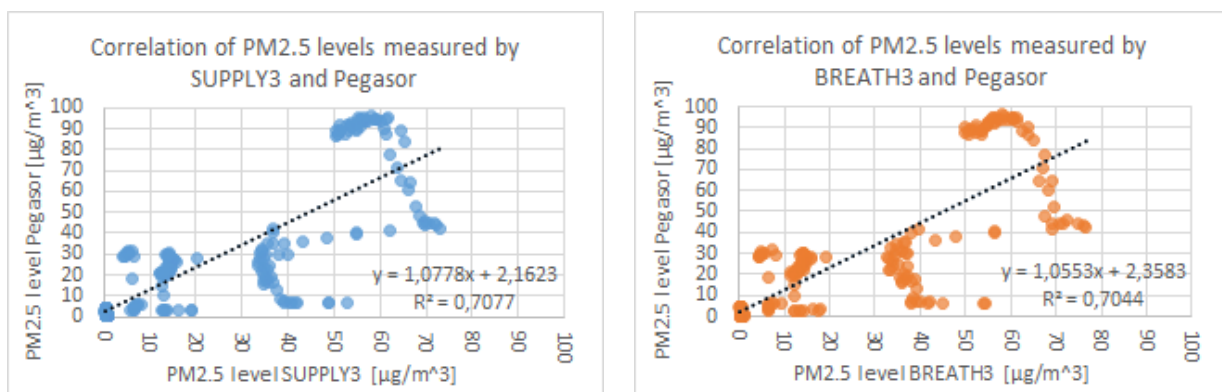 Correlation of PM2.5 levels measured by
SUPPLY3 and Pegasor
PM2.5 level Pegasor [µg/m^3]
100
90
80
70
60
50
40
30
20
10
0
y = 1,0778x + 2,1623
R² = 0,7077
0 10 20 30 40 50 60 70 80 90 100
PM2.5 level SUPPLY3 [µg/m^3]
Correlation of PM2.5 levels measured by
BREATH3 and Pegasor
PM2.5 level Pegasor [µg/m^3]
100
90
80
70
60
50
40
30
20
10
0
y = 1,0553x + 2,3583
R² = 0,7044
0 10 20 30 40 50 60 70 80 90 100
PM2.5 level BREATH3 [µg/m^3]